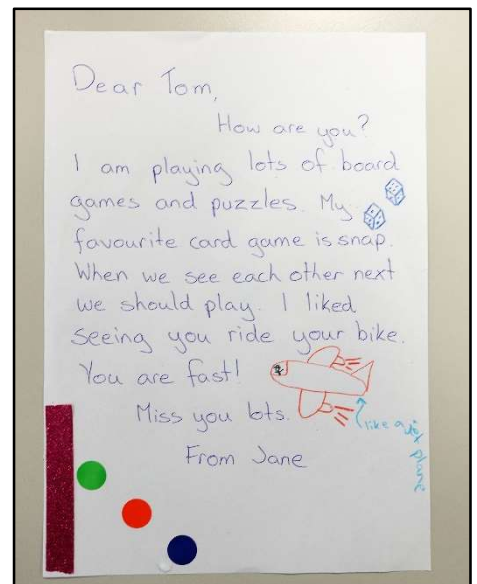 Dear Tom,
How are you?
I am playing lots of board
games and puzzles. My
favourite card game is snap.
When we see each other next
we should play. I liked
seeing you ride your bike.
You are fast!
Miss you lots.
like a jet plane
From Jane